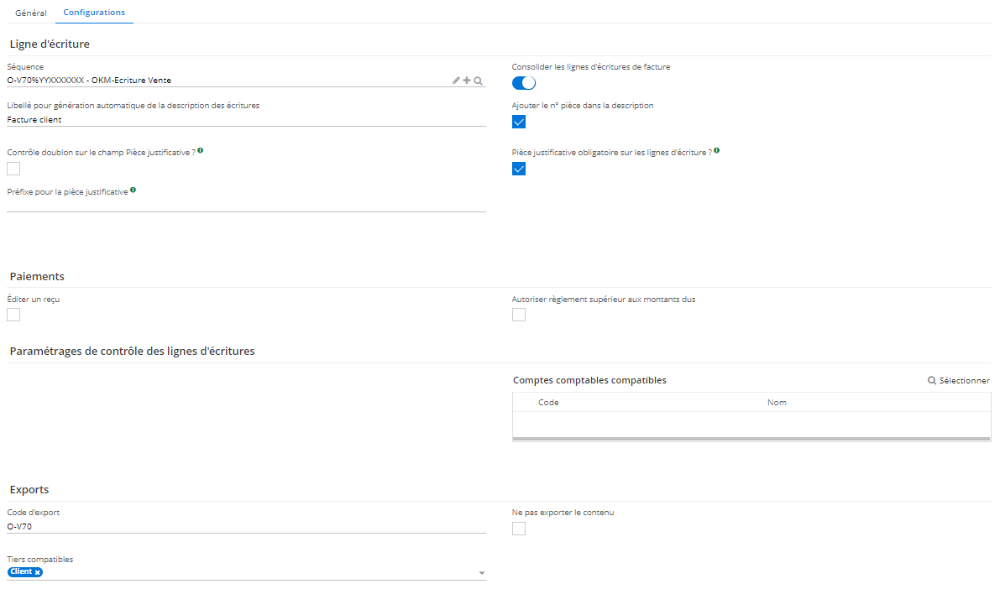 Général Configurations
Ligne d'écriture
Séquence
O-V70%YYXXXXXXX - OKM-Ecriture Vente
Consolider les lignes d'écritures de facture
Libellé pour génération automatique de la description des écritures
Facture client
Ajouter le n° pièce dans la description
Contrôle doublon sur le champ Pièce justificative ?
Pièce justificative obligatoire sur les lignes d'écriture ?
Préfixe pour la pièce justificative
Paiements
Éditer un reçu
Autoriser règlement supérieur aux montants dus
Paramétrages de contrôle des lignes d'écritures
Comptes comptables compatibles
Sélectionner
Code Nom
Exports
Code d'export
O-V70
Ne pas exporter le contenu
Tiers compatibles
Client x